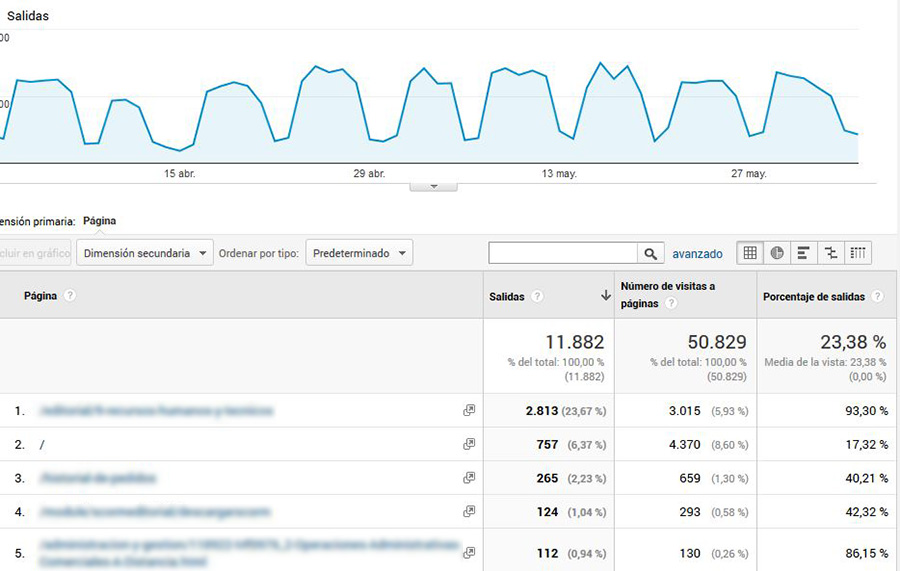 Salidas
00
00
15 abr.
29 abr.
13 may.
27 may.
ensión primaria: Página
cluir en gráfico
Dimensión secundaria
Ordenar por tipo:
Predeterminado
avanzado
Página ?
Salidas ?
Número de visitas a
páginas ?
Porcentaje de salidas ?
11.882
% del total: 100,00 %
(11.882)
50.829
% del total: 100,00 %
(50.829)
23,38 %
Media de la vista: 23,38 %
(0,00 %)
1. 2.813 (23,67 %) 3.015 (5,93 %) 93,30 %
2. / 757 (6,37 %) 4.370 (8,60 %) 17,32 %
3. 265 (2,23 %) 659 (1,30 %) 40,21 %
4. 124 (1,04 %) 293 (0,58 %) 42,32 %
5. 112 (0,94 %) 130 (0,26 %) 86,15 %